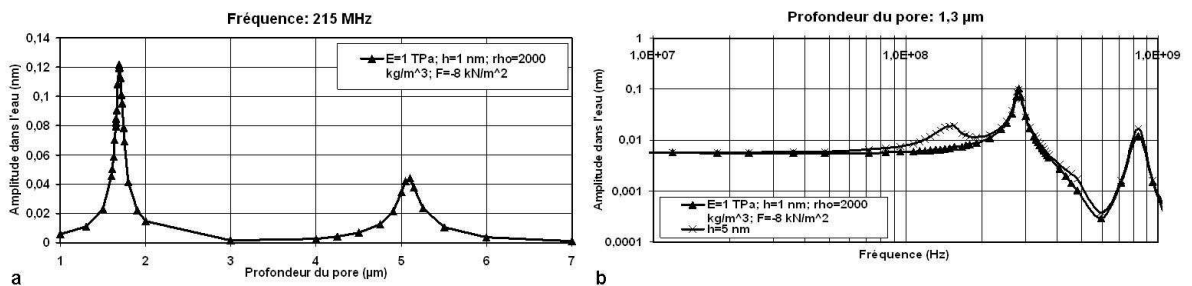 Fréquence: 215 MHz
0,14
0,12
0,1
0,08
0,06
0,04
0,02
0
Amplitude dans l'eau (nm)
E=1 TPa; h=1 nm; rho=2000
kg/m^3; F=-8 kN/m^2
1 2 3 4 5 6 7
Profondeur du pore (µm)
a
Profondeur du pore: 1,3 µm
1
0,1
0,01
0,001
0,0001
Amplitude dans l'eau (nm)
1,0E+07 1,0E+08 1,0E+09
E=1 TPa; h=1 nm; rho=2000
kg/m^3; F=-8 kN/m^2
h=5 nm
Fréquence (Hz)
b